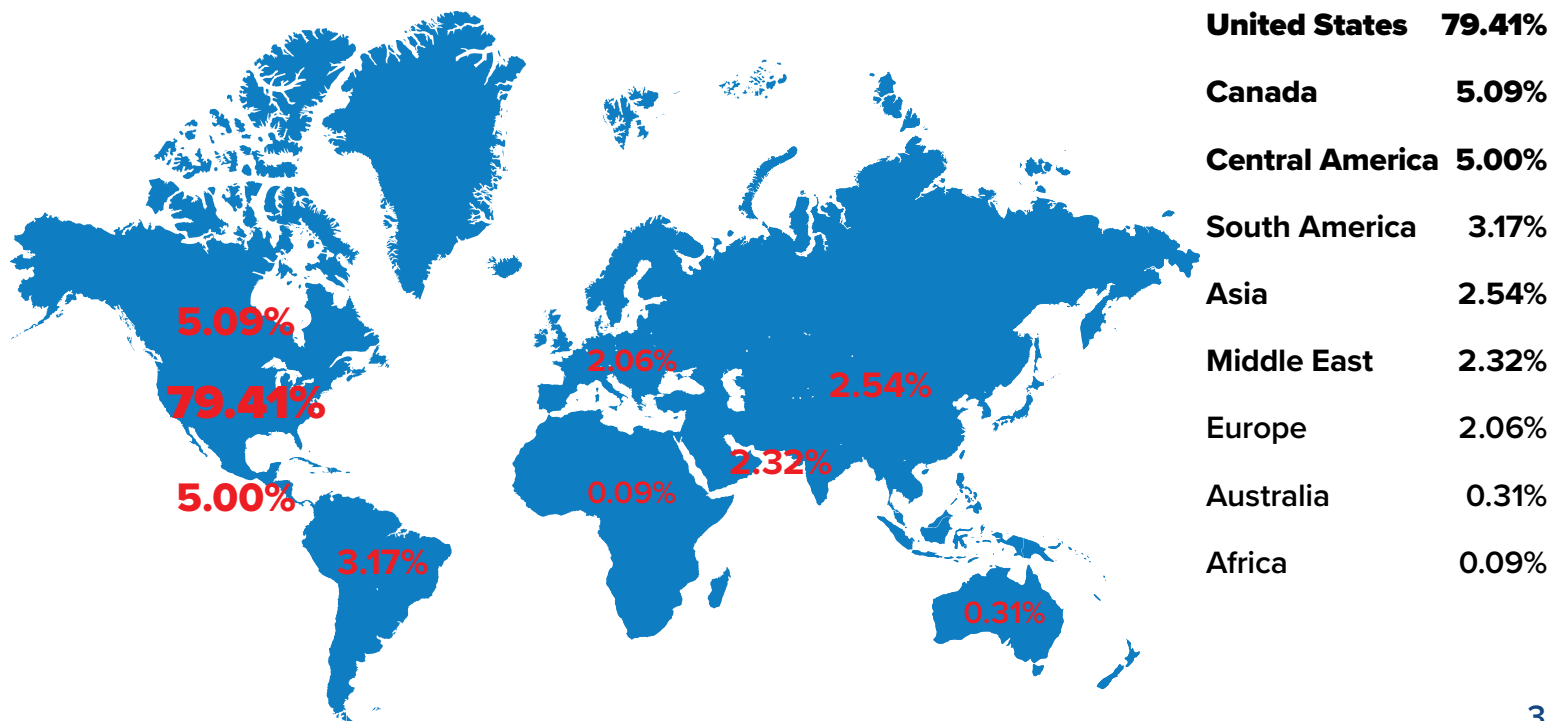 United States 79.41%
Canada 5.09%
Central America 5.00%
South America 3.17%
Asia 2.54%
Middle East 2.32%
Europe 2.06%
Australia 0.31%
Africa 0.09%
5.09%
2.06%
2.54%
79.41%
2.32%
0.09%
5.00%
3.17%
0.31%
3